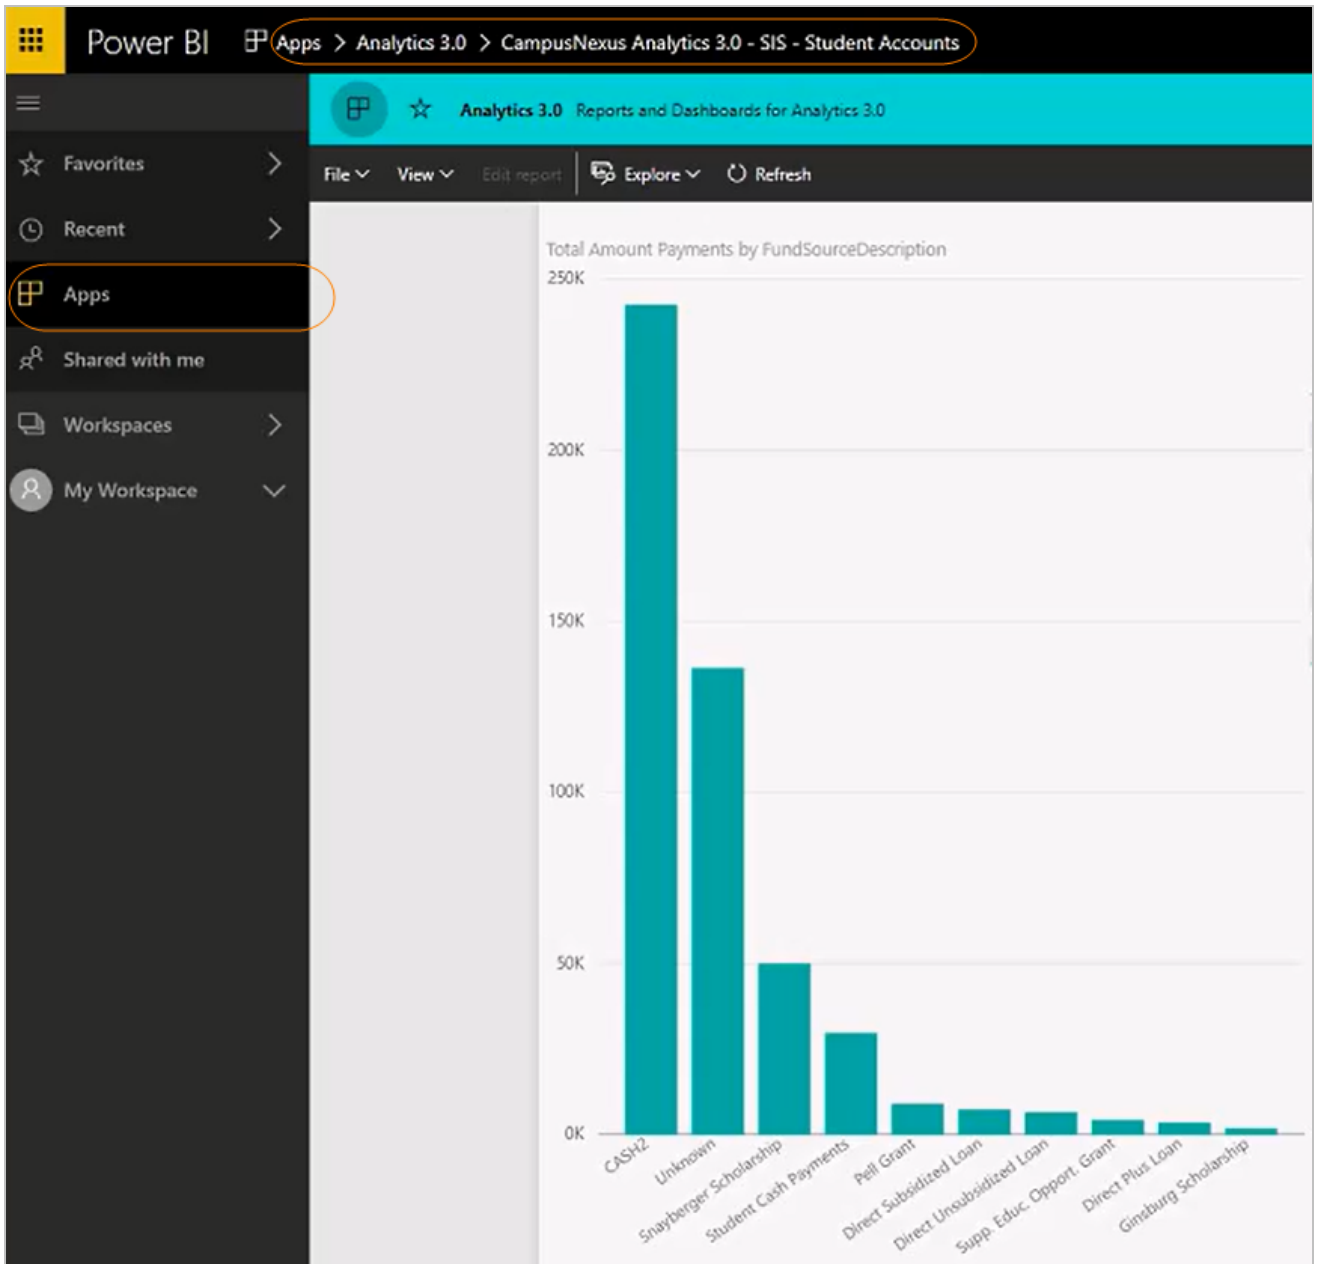 Power BI Apps > Analytics 3.0 > CampusNexus Analytics 3.0 - SIS - Student Accounts
Analytics 3.0 Reports and Dashboards for Analytics 3.0
Favorites
Recent
Apps
Shared with me
Workspaces
My Workspace
File View Edit report Explore Refresh
Total Amount Payments by FundSourceDescription
250K
200K
150K
100K
50K
0K
CASH2
Unknown
Snayberger Scholarship
Student Cash Payments
Pell Grant
Direct Subsidized Loan
Direct Unsubsidized Loan
Supp. Educ. Opport. Grant
Direct Plus Loan
Ginsburg Scholarship